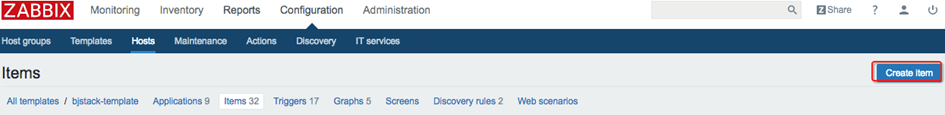 ZABBIX Monitoring Inventory Reports Configuration Administration Z Share ?
Host groups Templates Hosts Maintenance Actions Discovery IT services
Items Create item
All templates / bjstack-template Applications 9 Items 32 Triggers 17 Graphs 5 Screens Discovery rules 2 Web scenarios